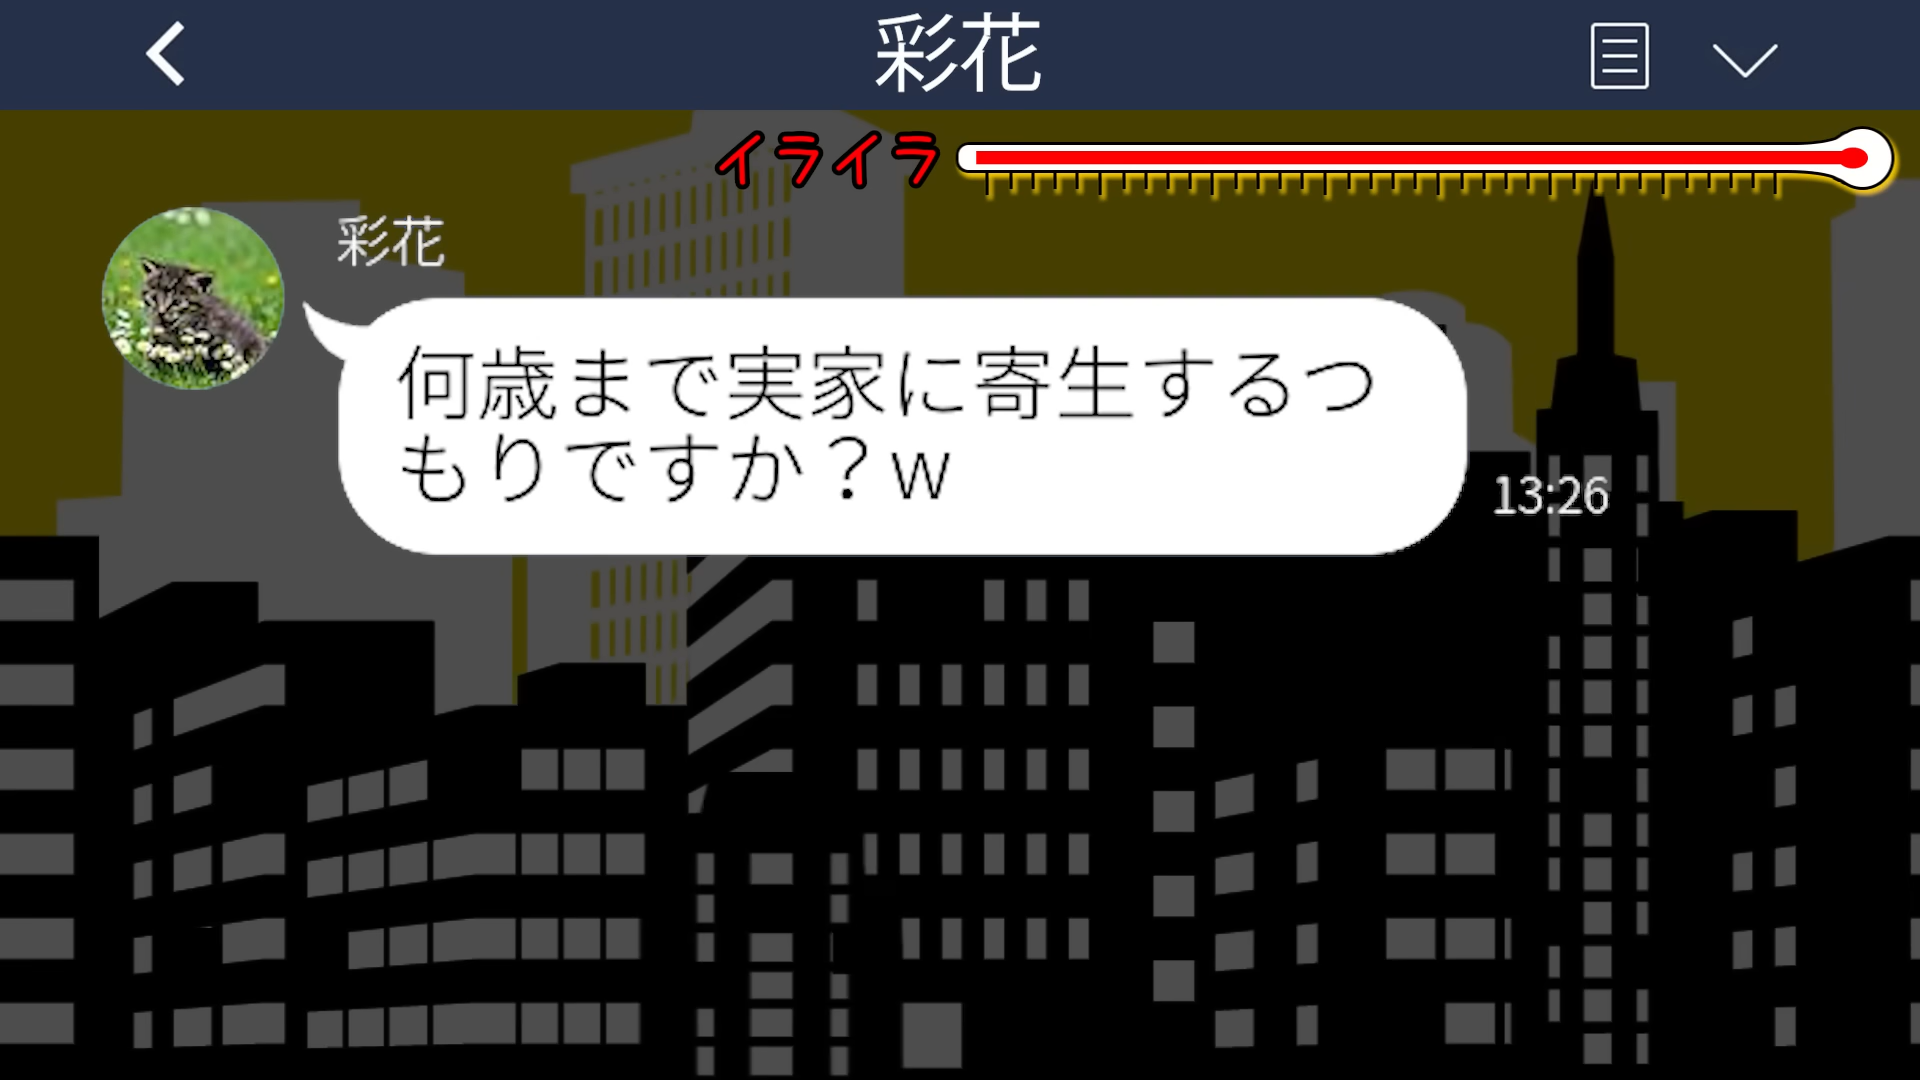 彩花
イライラ
彩花
何歳まで実家に寄生するつ
もりですか？w
13:26